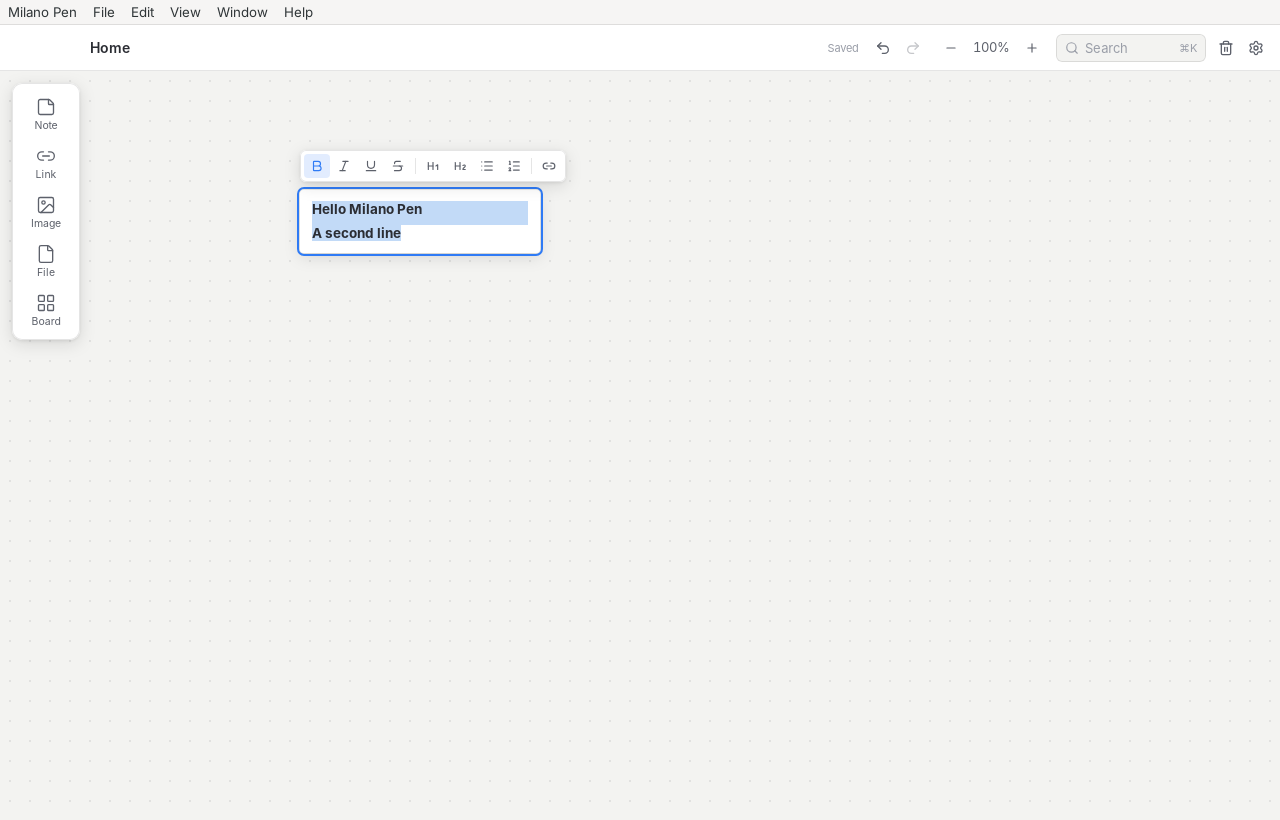 Milano Pen File Edit View Window Help
Home Saved 100% Search ⌘K
Note
Link
Image
File
Board
B I U S H1 H2
Hello Milano Pen
A second line